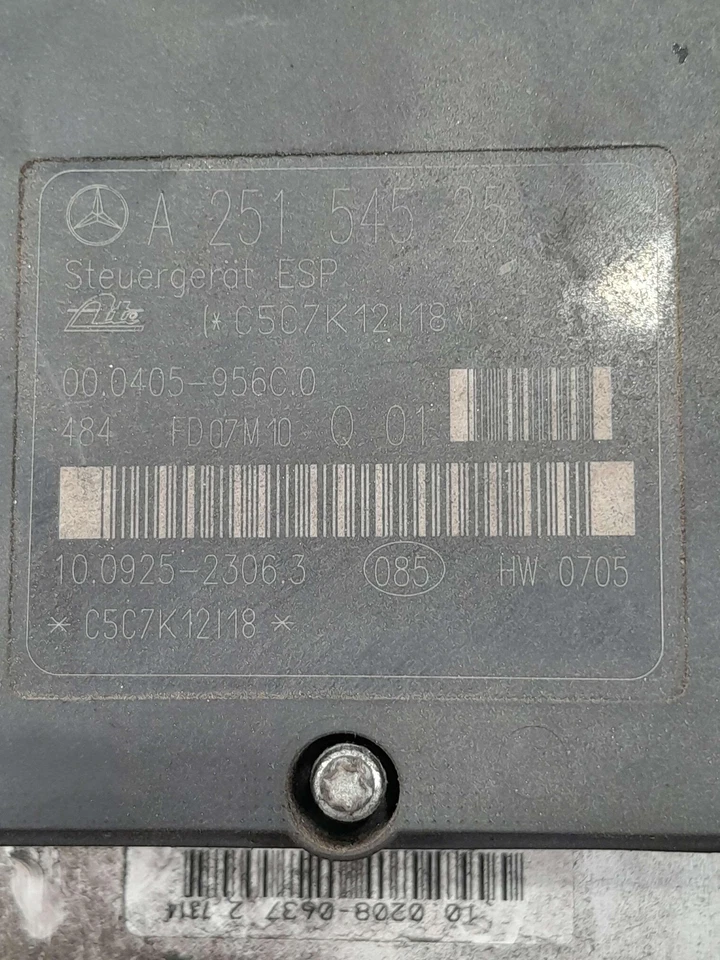 A 251 545 25
Steuergerät ESP
Ate (*C5C7K12I18*)
00.0405-956C.0
484 FD07M10 Q 01
10.0925-2306.3 085 HW 0705
* C5C7K12I18 *
10 0208-0637 2